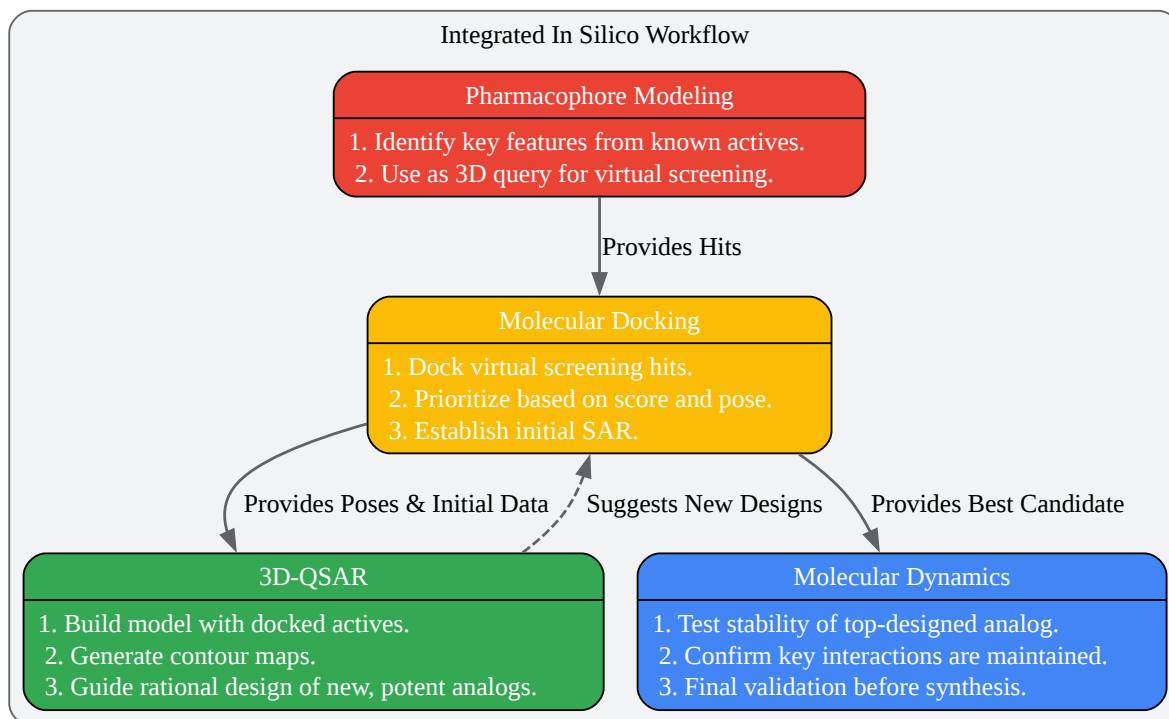 Integrated In Silico Workflow
Pharmacophore Modeling
1. Identify key features from known actives.
2. Use as 3D query for virtual screening.
Provides Hits
Molecular Docking
1. Dock virtual screening hits.
2. Prioritize based on score and pose.
3. Establish initial SAR.
Provides Poses & Initial Data
Suggests New Designs
Provides Best Candidate
3D-QSAR
1. Build model with docked actives.
2. Generate contour maps.
3. Guide rational design of new, potent analogs.
Molecular Dynamics
1. Test stability of top-designed analog.
2. Confirm key interactions are maintained.
3. Final validation before synthesis.